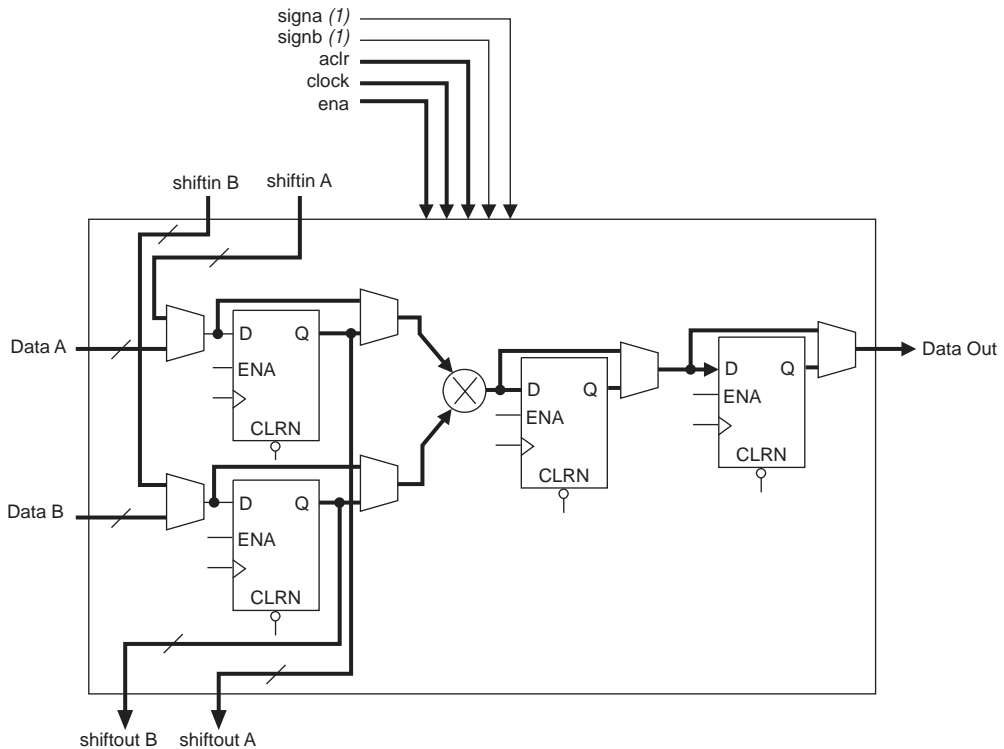 signa (1)
signb (1)
aclr
clock
ena
shiftin B
shiftin A
Data A
D
Q
ENA
CLRN
Data B
D
Q
ENA
CLRN
D
Q
ENA
CLRN
D
Q
ENA
CLRN
Data Out
shiftout B
shiftout A